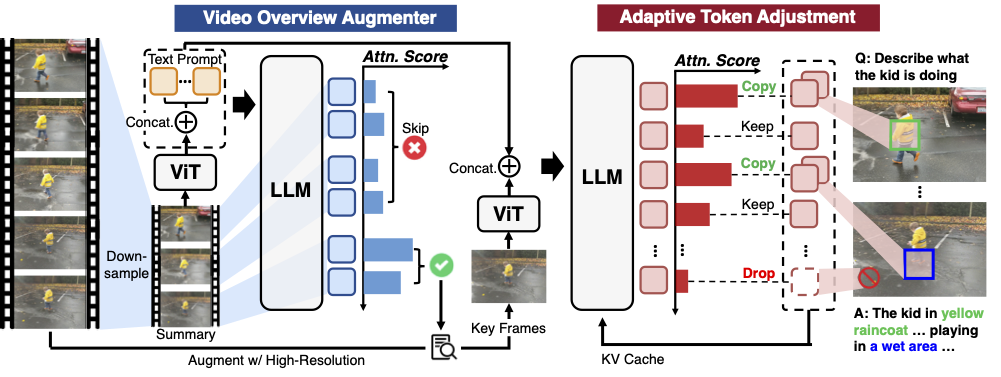 Video Overview Augmenter
Adaptive Token Adjustment
Text Prompt
...
Concat.
ViT
Down-
sample
Summary
LLM
Attn. Score
Skip
Concat.
ViT
Key Frames
Augment w/ High-Resolution
LLM
Attn. Score
Copy
Keep
Copy
Keep
Drop
KV Cache
Q: Describe what
the kid is doing
A: The kid in yellow
raincoat ... playing
in a wet area ...